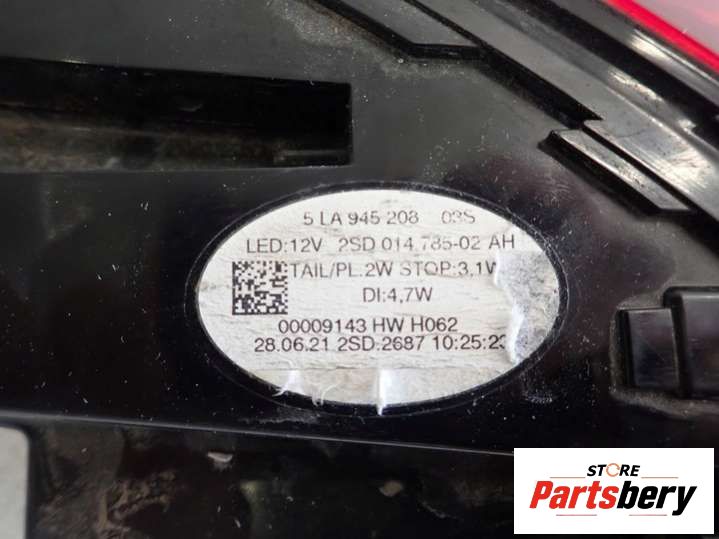 5 LA 945 208 03S
LED:12V 2SD 014.785-02 AH
TAIL/PL:2W STOP:3,1W
DI:4,7W
00009143 HW H062
28.06.21 2SD:2687 10:25:23
STORE
Partsbery